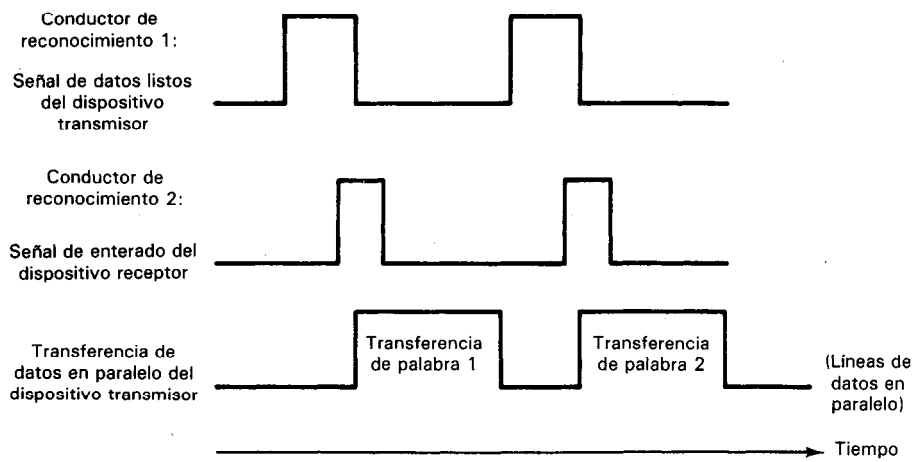 Conductor de
reconocimiento 1:
Señal de datos listos
del dispositivo
transmisor
Conductor de
reconocimiento 2:
Señal de enterado del
dispositivo receptor
Transferencia de
datos en paralelo del
dispositivo transmisor
Transferencia
de palabra 1
Transferencia
de palabra 2
(Líneas de
datos en
paralelo)
Tiempo